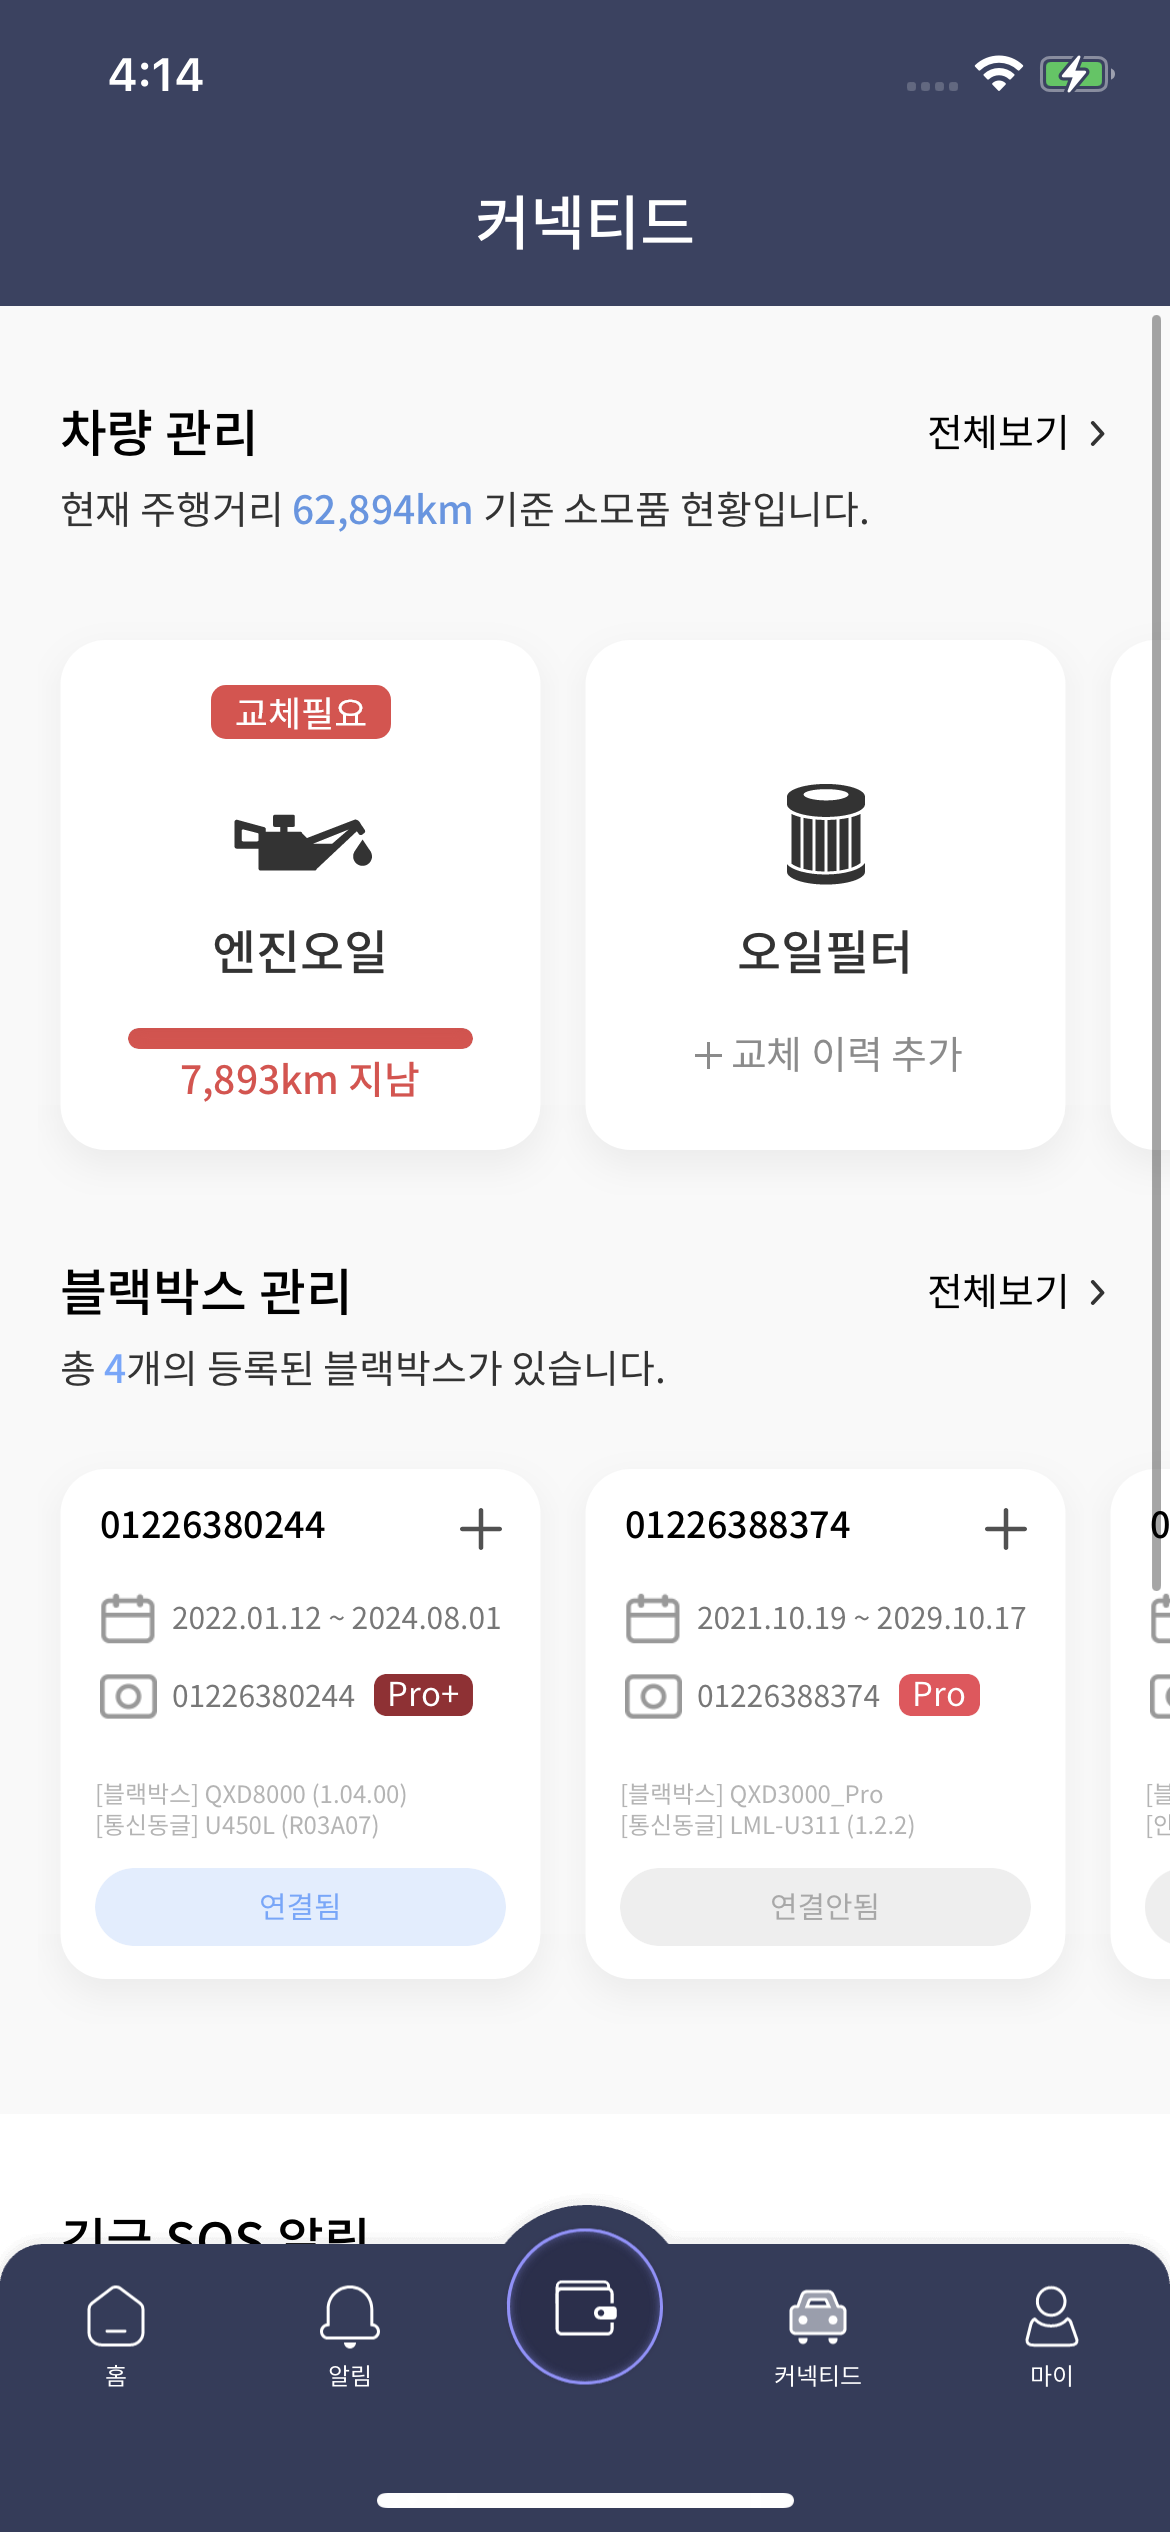 4:14
커넥티드
차량 관리
전체보기
현재 주행거리 62,894km 기준 소모품 현황입니다.
교체필요
엔진오일
7,893km 지남
오일필터
+ 교체 이력 추가
블랙박스 관리
전체보기
총 4개의 등록된 블랙박스가 있습니다.
01226380244
2022.01.12 ~ 2024.08.01
01226380244 Pro+
[블랙박스] QXD8000 (1.04.00)
[통신동글] U450L (R03A07)
연결됨
01226388374
2021.10.19 ~ 2029.10.17
01226388374 Pro
[블랙박스] QXD3000_Pro
[통신동글] LML-U311 (1.2.2)
연결안됨
긴급 SOS 알림
홈
알림
커넥티드
마이